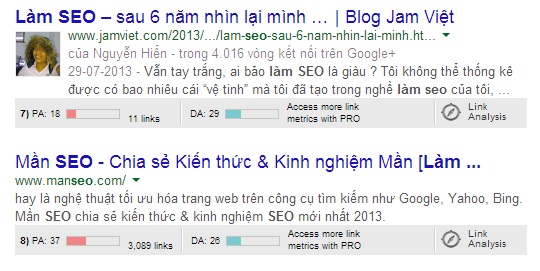 Làm SEO – sau 6 năm nhìn lại mình ... | Blog Jam Việt
www.jamviet.com/2013/.../lam-seo-sau-6-nam-nhin-lai-minh.ht...
của Nguyễn Hiển - trong 4.016 vòng kết nối trên Google+
29-07-2013 - Vẫn tay trắng, ai bảo làm SEO là giàu ? Tôi không thể thống kê
được có bao nhiêu cái “vệ tinh” mà tôi đã tạo trong nghề làm seo của tôi, ...
7) PA: 18 11 links DA: 29 Access more link metrics with PRO Link Analysis
Mần SEO - Chia sẻ Kiến thức & Kinh nghiệm Mần [Làm ...
www.manseo.com/
hay là nghệ thuật tối ưu hóa trang web trên công cụ tìm kiếm như Google, Yahoo, Bing.
Mần SEO chia sẻ kiến thức & kinh nghiệm SEO mới nhất 2013.
8) PA: 37 3,089 links DA: 26 Access more link metrics with PRO Link Analysis